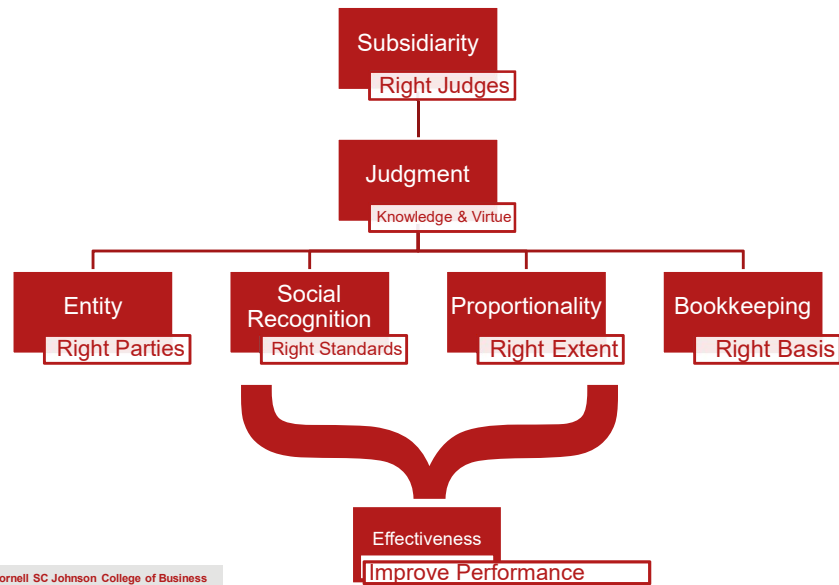 Subsidiarity
Right Judges
Judgment
Knowledge & Virtue
Entity
Right Parties
Social
Recognition
Right Standards
Proportionality
Right Extent
Bookkeeping
Right Basis
Effectiveness
Improve Performance
ornell SC Johnson College of Business